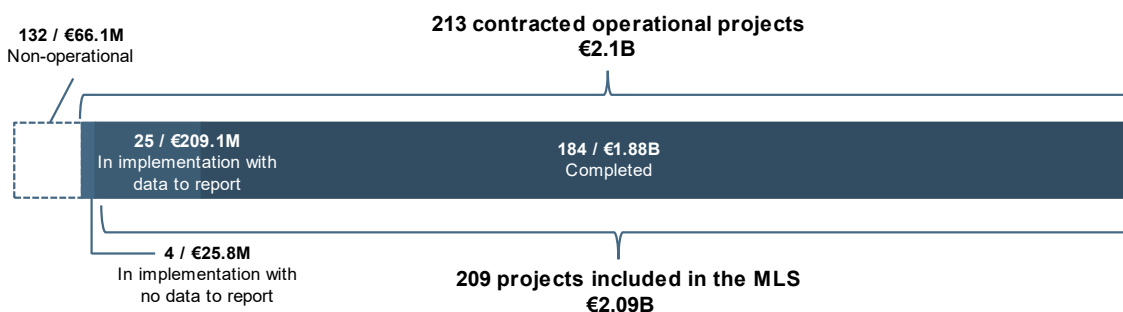 213 contracted operational projects
€2.1B
132 / €66.1M
Non-operational
25 / €209.1M
In implementation with
data to report
184 / €1.88B
Completed
4 / €25.8M
In implementation with
no data to report
209 projects included in the MLS
€2.09B